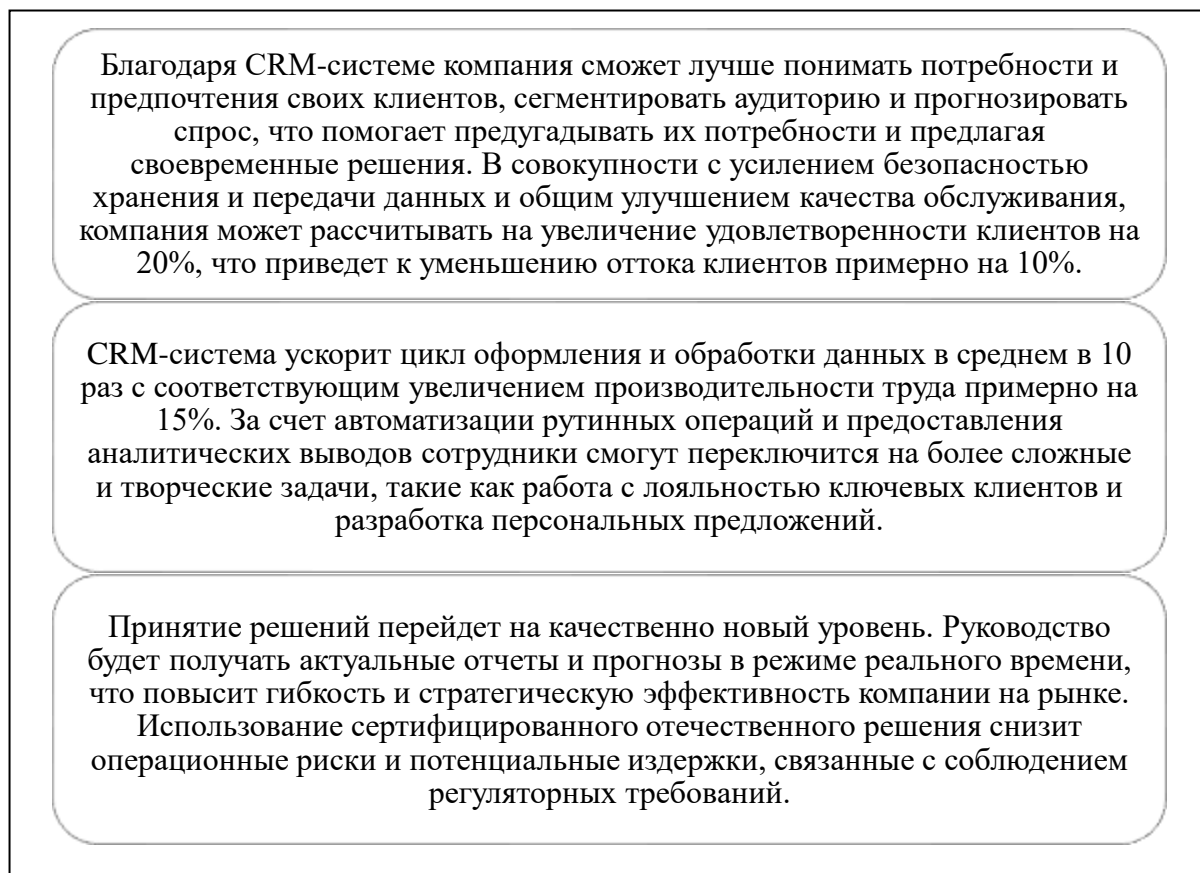 Благодаря CRM-системе компания сможет лучше понимать потребности и
предпочтения своих клиентов, сегментировать аудиторию и прогнозировать
спрос, что помогает предугадывать их потребности и предлагая
своевременные решения. В совокупности с усилением безопасностью
хранения и передачи данных и общим улучшением качества обслуживания,
компания может рассчитывать на увеличение удовлетворенности клиентов на
20%, что приведет к уменьшению оттока клиентов примерно на 10%.
CRM-система ускорит цикл оформления и обработки данных в среднем в 10
раз с соответствующим увеличением производительности труда примерно на
15%. За счет автоматизации рутинных операций и предоставления
аналитических выводов сотрудники смогут переключится на более сложные
и творческие задачи, такие как работа с лояльностью ключевых клиентов и
разработка персональных предложений.
Принятие решений перейдет на качественно новый уровень. Руководство
будет получать актуальные отчеты и прогнозы в режиме реального времени,
что повысит гибкость и стратегическую эффективность компании на рынке.
Использование сертифицированного отечественного решения снизит
операционные риски и потенциальные издержки, связанные с соблюдением
регуляторных требований.